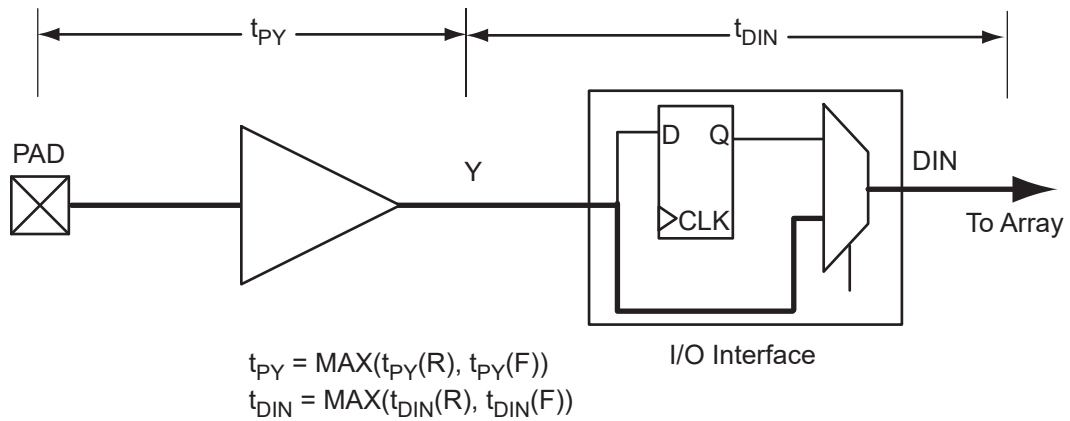 tPY
tDIN
PAD
Y
D
Q
CLK
DIN
To Array
I/O Interface
tPY = MAX(tPY(R), tPY(F))
tDIN = MAX(tDIN(R), tDIN(F))